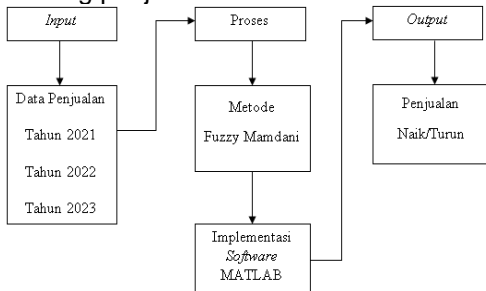 Input
Data Penjualan
Tahun 2021
Tahun 2022
Tahun 2023
Proses
Metode
Fuzzy Mamdani
Implementasi
Software
MATLAB
Output
Penjualan
Naik/Turun